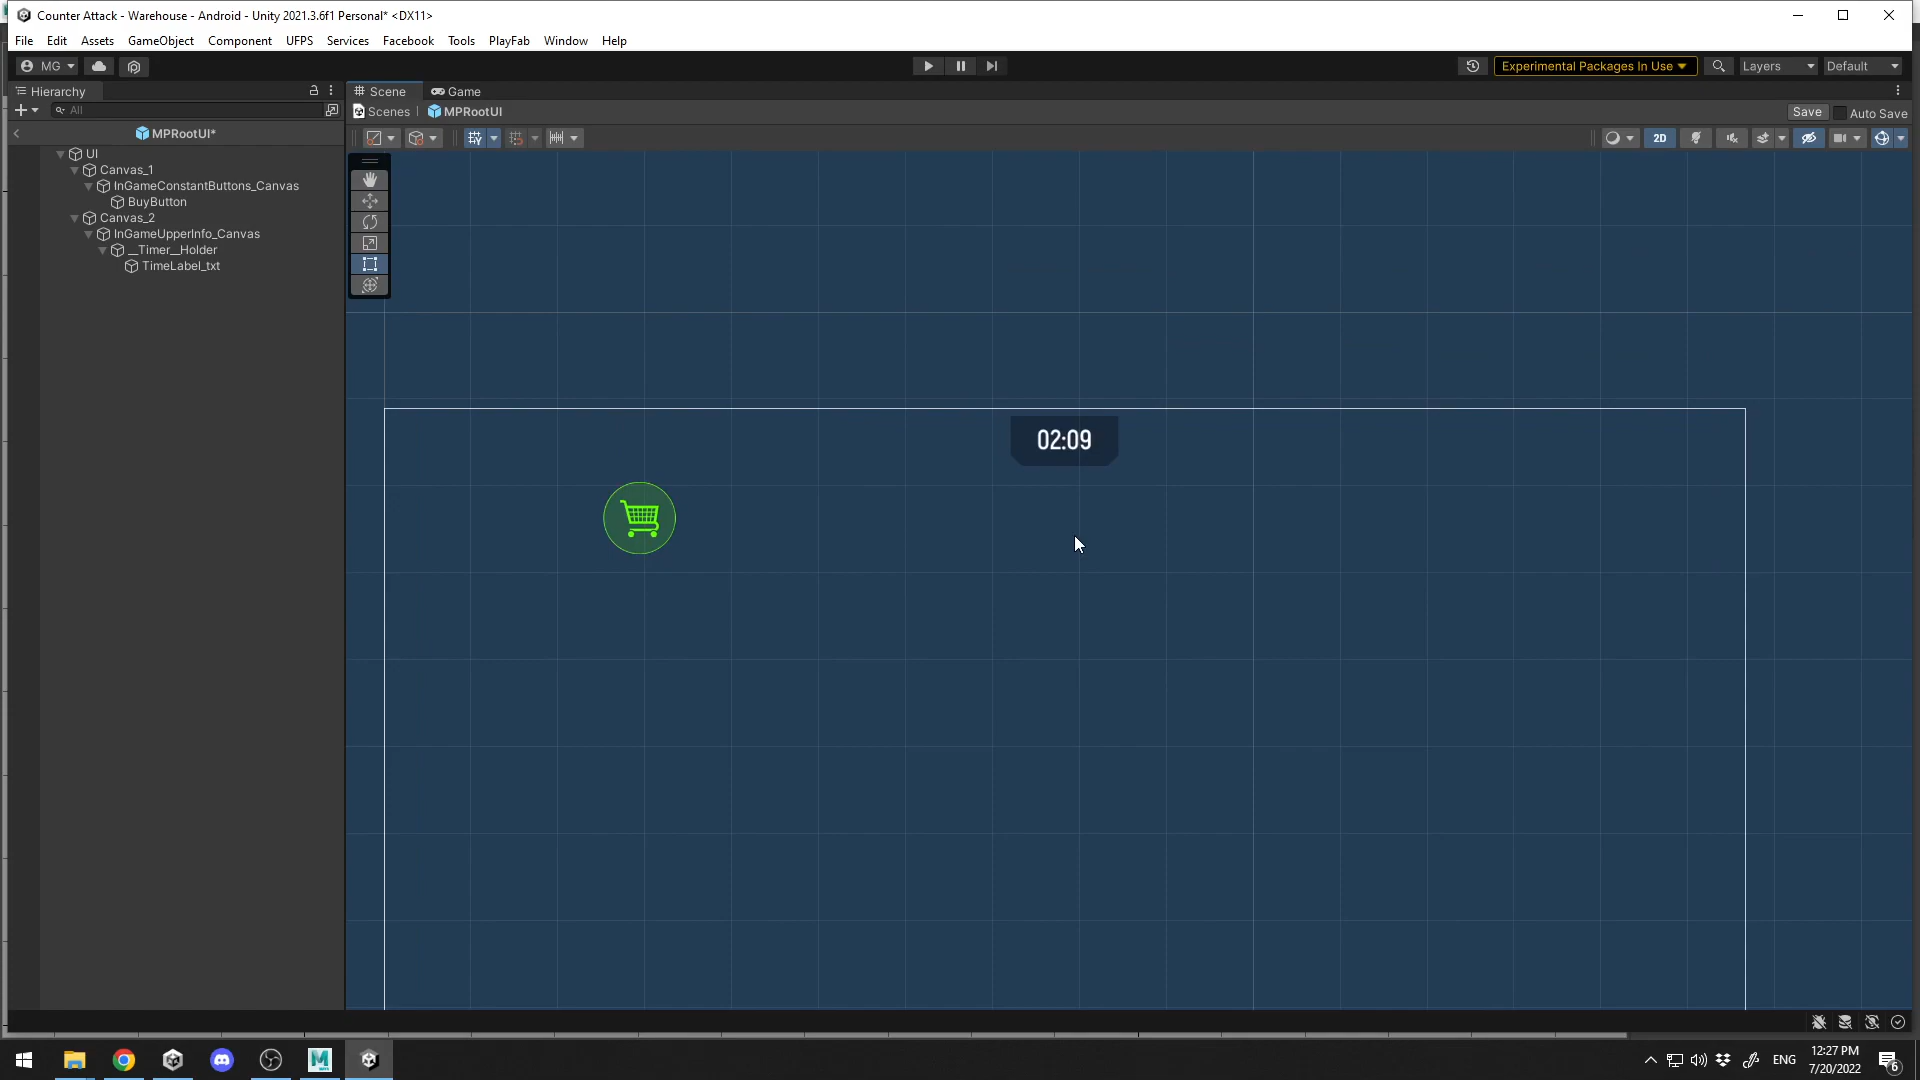 Counter Attack - Warehouse - Android - Unity 2021.3.6f1 Personal* <DX11>
File Edit Assets GameObject Component UFPS Services Facebook Tools PlayFab Window Help
MG
Experimental Packages In Use
Layers
Default
Hierarchy
Scene
Game
All
Scenes
MPRootUI
Save
Auto Save
MPRootUI*
2D
UI
Canvas_1
InGameConstantButtons_Canvas
BuyButton
Canvas_2
InGameUpperInfo_Canvas
__Timer__Holder
TimeLabel_txt
02:09
ENG
12:27 PM
7/20/2022
6